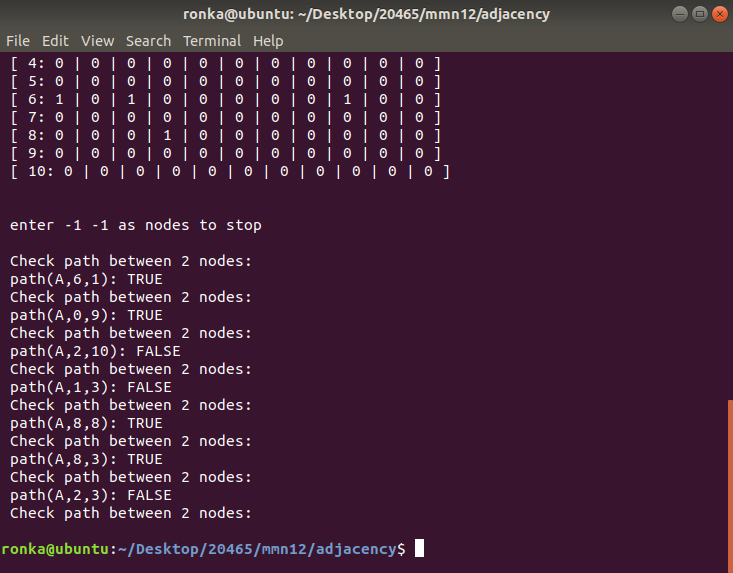 ronka@ubuntu: ~/Desktop/20465/mmn12/adjacency
File Edit View Search Terminal Help
[ 4: 0 | 0 | 0 | 0 | 0 | 0 | 0 | 0 | 0 | 0 | 0 ]
[ 5: 0 | 0 | 0 | 0 | 0 | 0 | 0 | 0 | 0 | 0 | 0 ]
[ 6: 1 | 0 | 1 | 0 | 0 | 0 | 0 | 0 | 1 | 0 | 0 ]
[ 7: 0 | 0 | 0 | 0 | 0 | 0 | 0 | 0 | 0 | 0 | 0 ]
[ 8: 0 | 0 | 0 | 1 | 0 | 0 | 0 | 0 | 0 | 0 | 0 ]
[ 9: 0 | 0 | 0 | 0 | 0 | 0 | 0 | 0 | 0 | 0 | 0 ]
[ 10: 0 | 0 | 0 | 0 | 0 | 0 | 0 | 0 | 0 | 0 | 0 ]
enter -1 -1 as nodes to stop
Check path between 2 nodes:
path(A,6,1): TRUE
Check path between 2 nodes:
path(A,0,9): TRUE
Check path between 2 nodes:
path(A,2,10): FALSE
Check path between 2 nodes:
path(A,1,3): FALSE
Check path between 2 nodes:
path(A,8,8): TRUE
Check path between 2 nodes:
path(A,8,3): TRUE
Check path between 2 nodes:
path(A,2,3): FALSE
Check path between 2 nodes:
ronka@ubuntu:~/Desktop/20465/mmn12/adjacency$